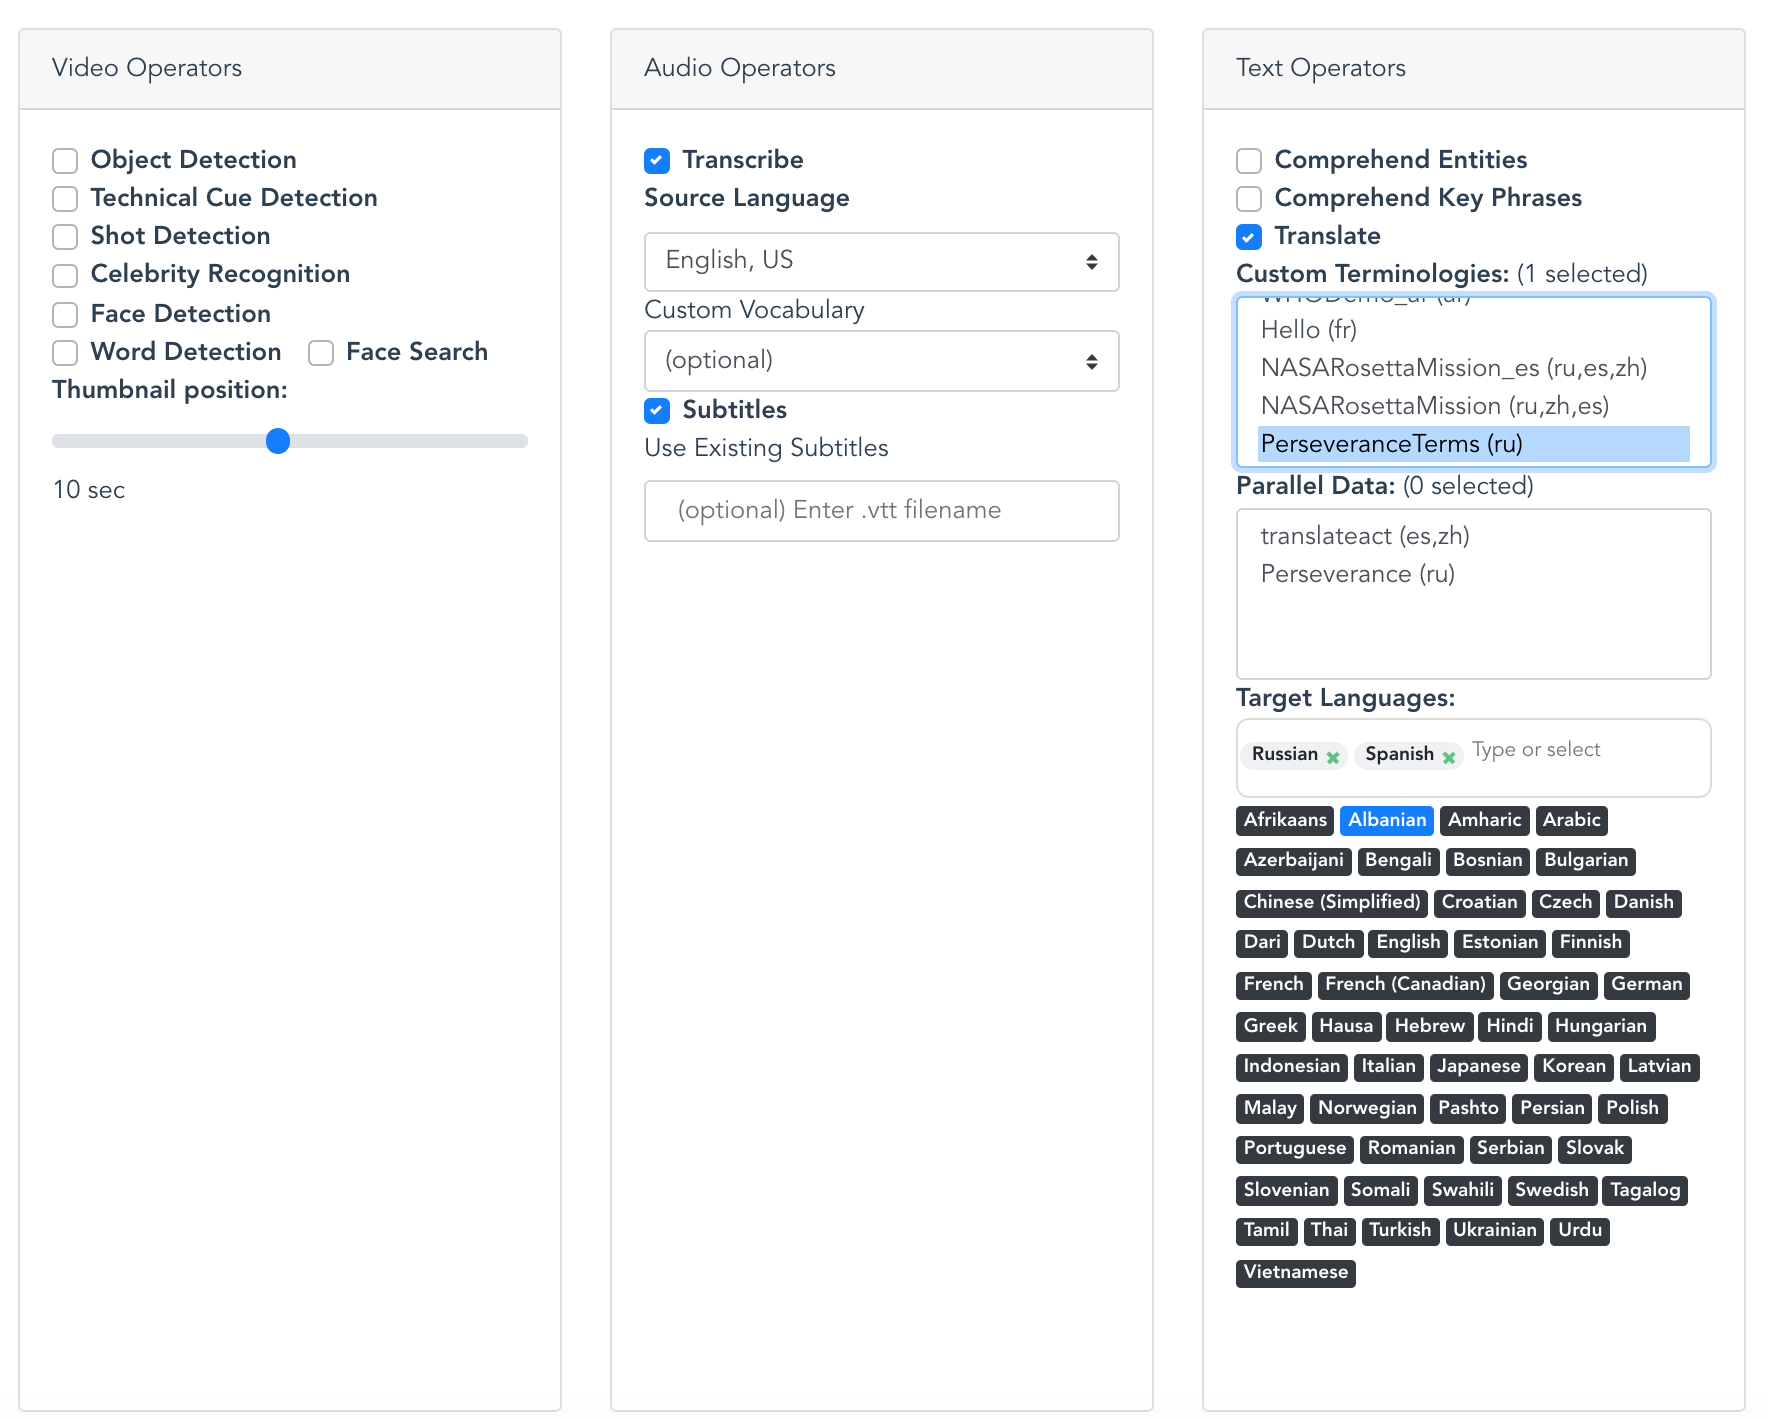 Video Operators
Object Detection
Technical Cue Detection
Shot Detection
Celebrity Recognition
Face Detection
Word Detection Face Search
Thumbnail position:
10 sec
Audio Operators
Transcribe
Source Language
English, US
Custom Vocabulary
(optional)
Subtitles
Use Existing Subtitles
(optional) Enter .vtt filename
Text Operators
Comprehend Entities
Comprehend Key Phrases
Translate
Custom Terminologies: (1 selected)
Hello (fr)
NASARosettaMission_es (ru,es,zh)
NASARosettaMission (ru,zh,es)
PerseveranceTerms (ru)
Parallel Data: (0 selected)
translateact (es,zh)
Perseverance (ru)
Target Languages:
Russian Spanish Type or select
Afrikaans Albanian Amharic Arabic
Azerbaijani Bengali Bosnian Bulgarian
Chinese (Simplified) Croatian Czech Danish
Dari Dutch English Estonian Finnish
French French (Canadian) Georgian German
Greek Hausa Hebrew Hindi Hungarian
Indonesian Italian Japanese Korean Latvian
Malay Norwegian Pashto Persian Polish
Portuguese Romanian Serbian Slovak
Slovenian Somali Swahili Swedish Tagalog
Tamil Thai Turkish Ukrainian Urdu
Vietnamese